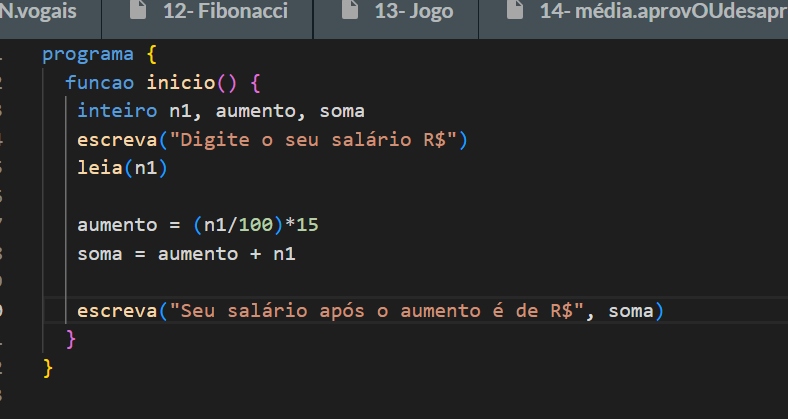 N.vogais 12- Fibonacci 13- Jogo 14- média.aprovOUdesapr
programa {
funcao inicio() {
inteiro n1, aumento, soma
escreva("Digite o seu salário R$")
leia(n1)
aumento = (n1/100)*15
soma = aumento + n1
escreva("Seu salário após o aumento é de R$", soma)
}
}